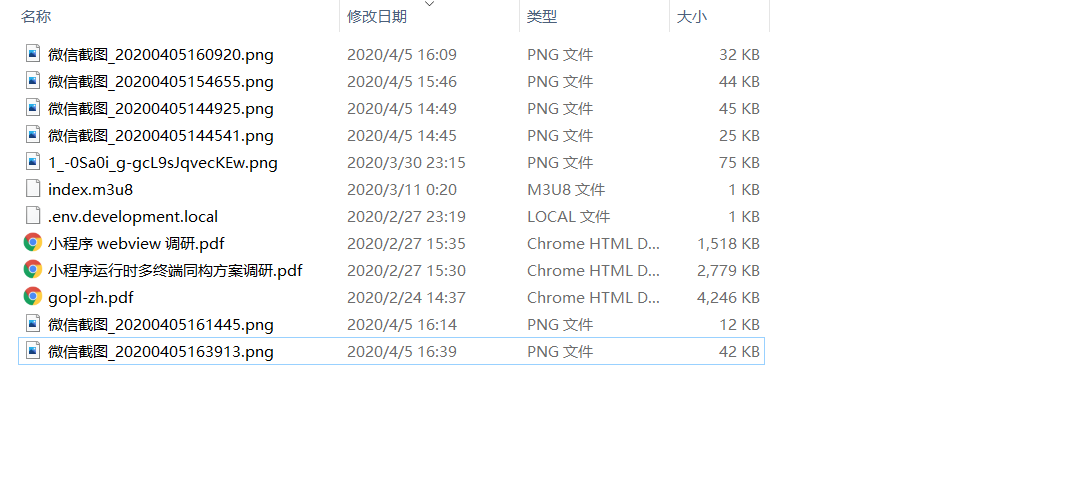 名称 修改日期 类型 大小
微信截图_20200405160920.png 2020/4/5 16:09 PNG 文件 32 KB
微信截图_20200405154655.png 2020/4/5 15:46 PNG 文件 44 KB
微信截图_20200405144925.png 2020/4/5 14:49 PNG 文件 45 KB
微信截图_20200405144541.png 2020/4/5 14:45 PNG 文件 25 KB
1_-0Sa0i_g-gcL9sJqvecKEw.png 2020/3/30 23:15 PNG 文件 75 KB
index.m3u8 2020/3/11 0:20 M3U8 文件 1 KB
.env.development.local 2020/2/27 23:19 LOCAL 文件 1 KB
小程序 webview 调研.pdf 2020/2/27 15:35 Chrome HTML D... 1,518 KB
小程序运行时多终端同构方案调研.pdf 2020/2/27 15:30 Chrome HTML D... 2,779 KB
gopl-zh.pdf 2020/2/24 14:37 Chrome HTML D... 4,246 KB
微信截图_20200405161445.png 2020/4/5 16:14 PNG 文件 12 KB
微信截图_20200405163913.png 2020/4/5 16:39 PNG 文件 42 KB